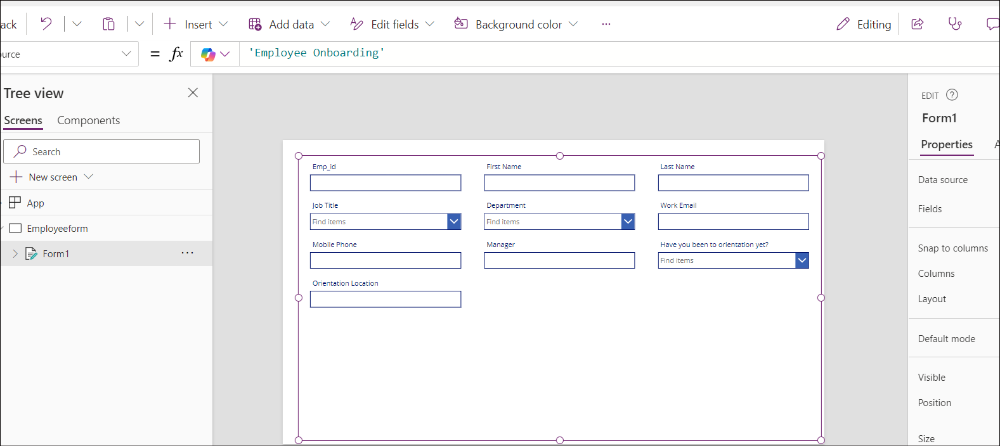 ack Insert Add data Edit fields Background color ... Editing
urce = fx 'Employee Onboarding'
Tree view
Screens Components
Search
New screen
App
Employeeform
Form1 ...
Emp_id First Name Last Name
Job Title Department Work Email
Find items Find items
Mobile Phone Manager Have you been to orientation yet?
Find items
Orientation Location
EDIT ?
Form1
Properties A
Data source
Fields
Snap to columns
Columns
Layout
Default mode
Visible
Position
Size